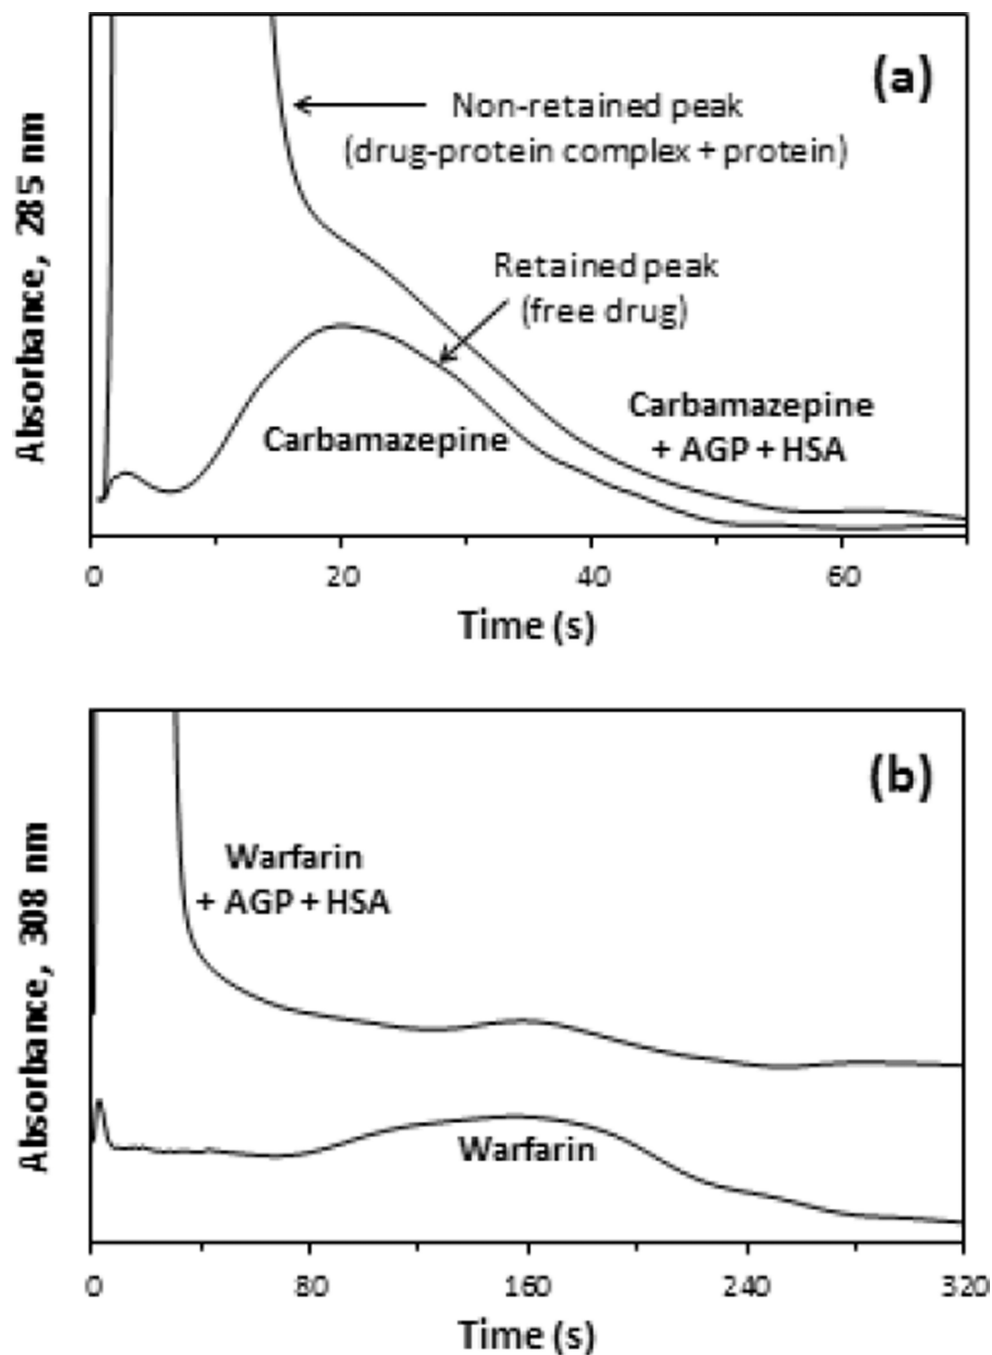 (a)
Absorbance, 285 nm
Non-retained peak
(drug-protein complex + protein)
Retained peak
(free drug)
Carbamazepine
Carbamazepine
+ AGP + HSA
0 20 40 60
Time (s)
(b)
Absorbance, 308 nm
Warfarin
+ AGP + HSA
Warfarin
0 80 160 240 320
Time (s)